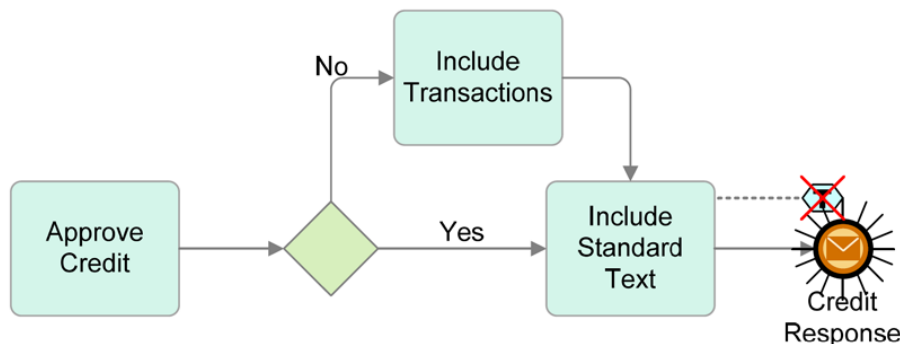 Approve
Credit
No
Include
Transactions
Yes
Include
Standard
Text
Credit
Response